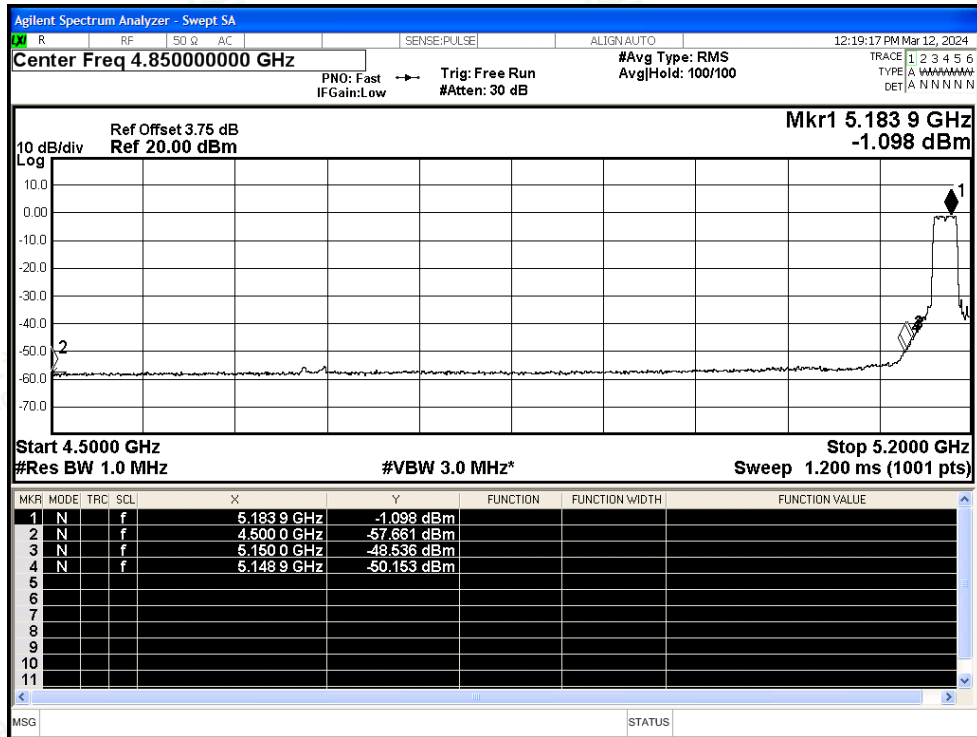 Agilent Spectrum Analyzer - Swept SA
LXI R RF 50 Ω AC SENSE:PULSE ALIGN AUTO 12:19:17 PM Mar 12, 2024
Center Freq 4.850000000 GHz
PNO: Fast
IFGain:Low
Trig: Free Run
#Atten: 30 dB
#Avg Type: RMS
Avg|Hold: 100/100
TRACE 1 2 3 4 5 6
TYPE A WWWWW
DET A N N N N N
10 dB/div
Log
Ref Offset 3.75 dB
Ref 20.00 dBm
Mkr1 5.183 9 GHz
-1.098 dBm
10.0
0.00
-10.0
-20.0
-30.0
-40.0
-50.0
-60.0
-70.0
1
2
3
4
Start 4.5000 GHz Stop 5.2000 GHz
#Res BW 1.0 MHz #VBW 3.0 MHz* Sweep 1.200 ms (1001 pts)
MKR MODE TRC SCL X Y FUNCTION FUNCTION WIDTH FUNCTION VALUE
1 N f 5.183 9 GHz -1.098 dBm
2 N f 4.500 0 GHz -57.661 dBm
3 N f 5.150 0 GHz -48.536 dBm
4 N f 5.148 9 GHz -50.153 dBm
5
6
7
8
9
10
11
MSG STATUS